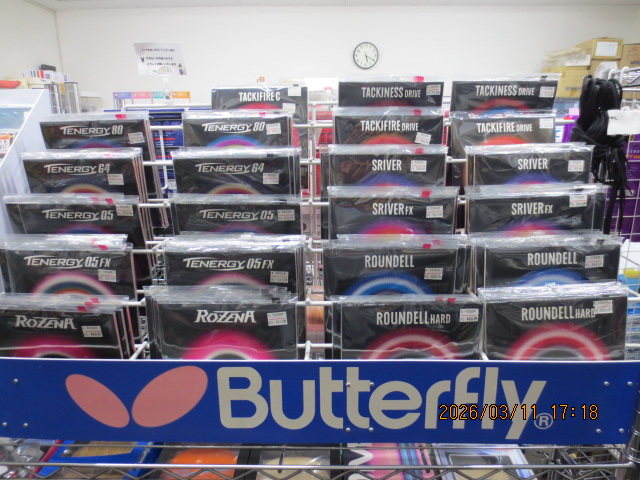 TACKIFIRE C
TACKINESS DRIVE
TACKINESS DRIVE
TENERGY 80
TENERGY 80
TACKIFIRE DRIVE
TACKIFIRE DRIVE
TENERGY 64
TENERGY 64
SRIVER
SRIVER
TENERGY 05
TENERGY 05
SRIVER FX
SRIVER FX
TENERGY 05 FX
TENERGY 05 FX
ROUNDELL
ROUNDELL
ROZENA
ROZENA
ROUNDELL HARD
ROUNDELL HARD
Butterfly®
2026/03/11 17:18